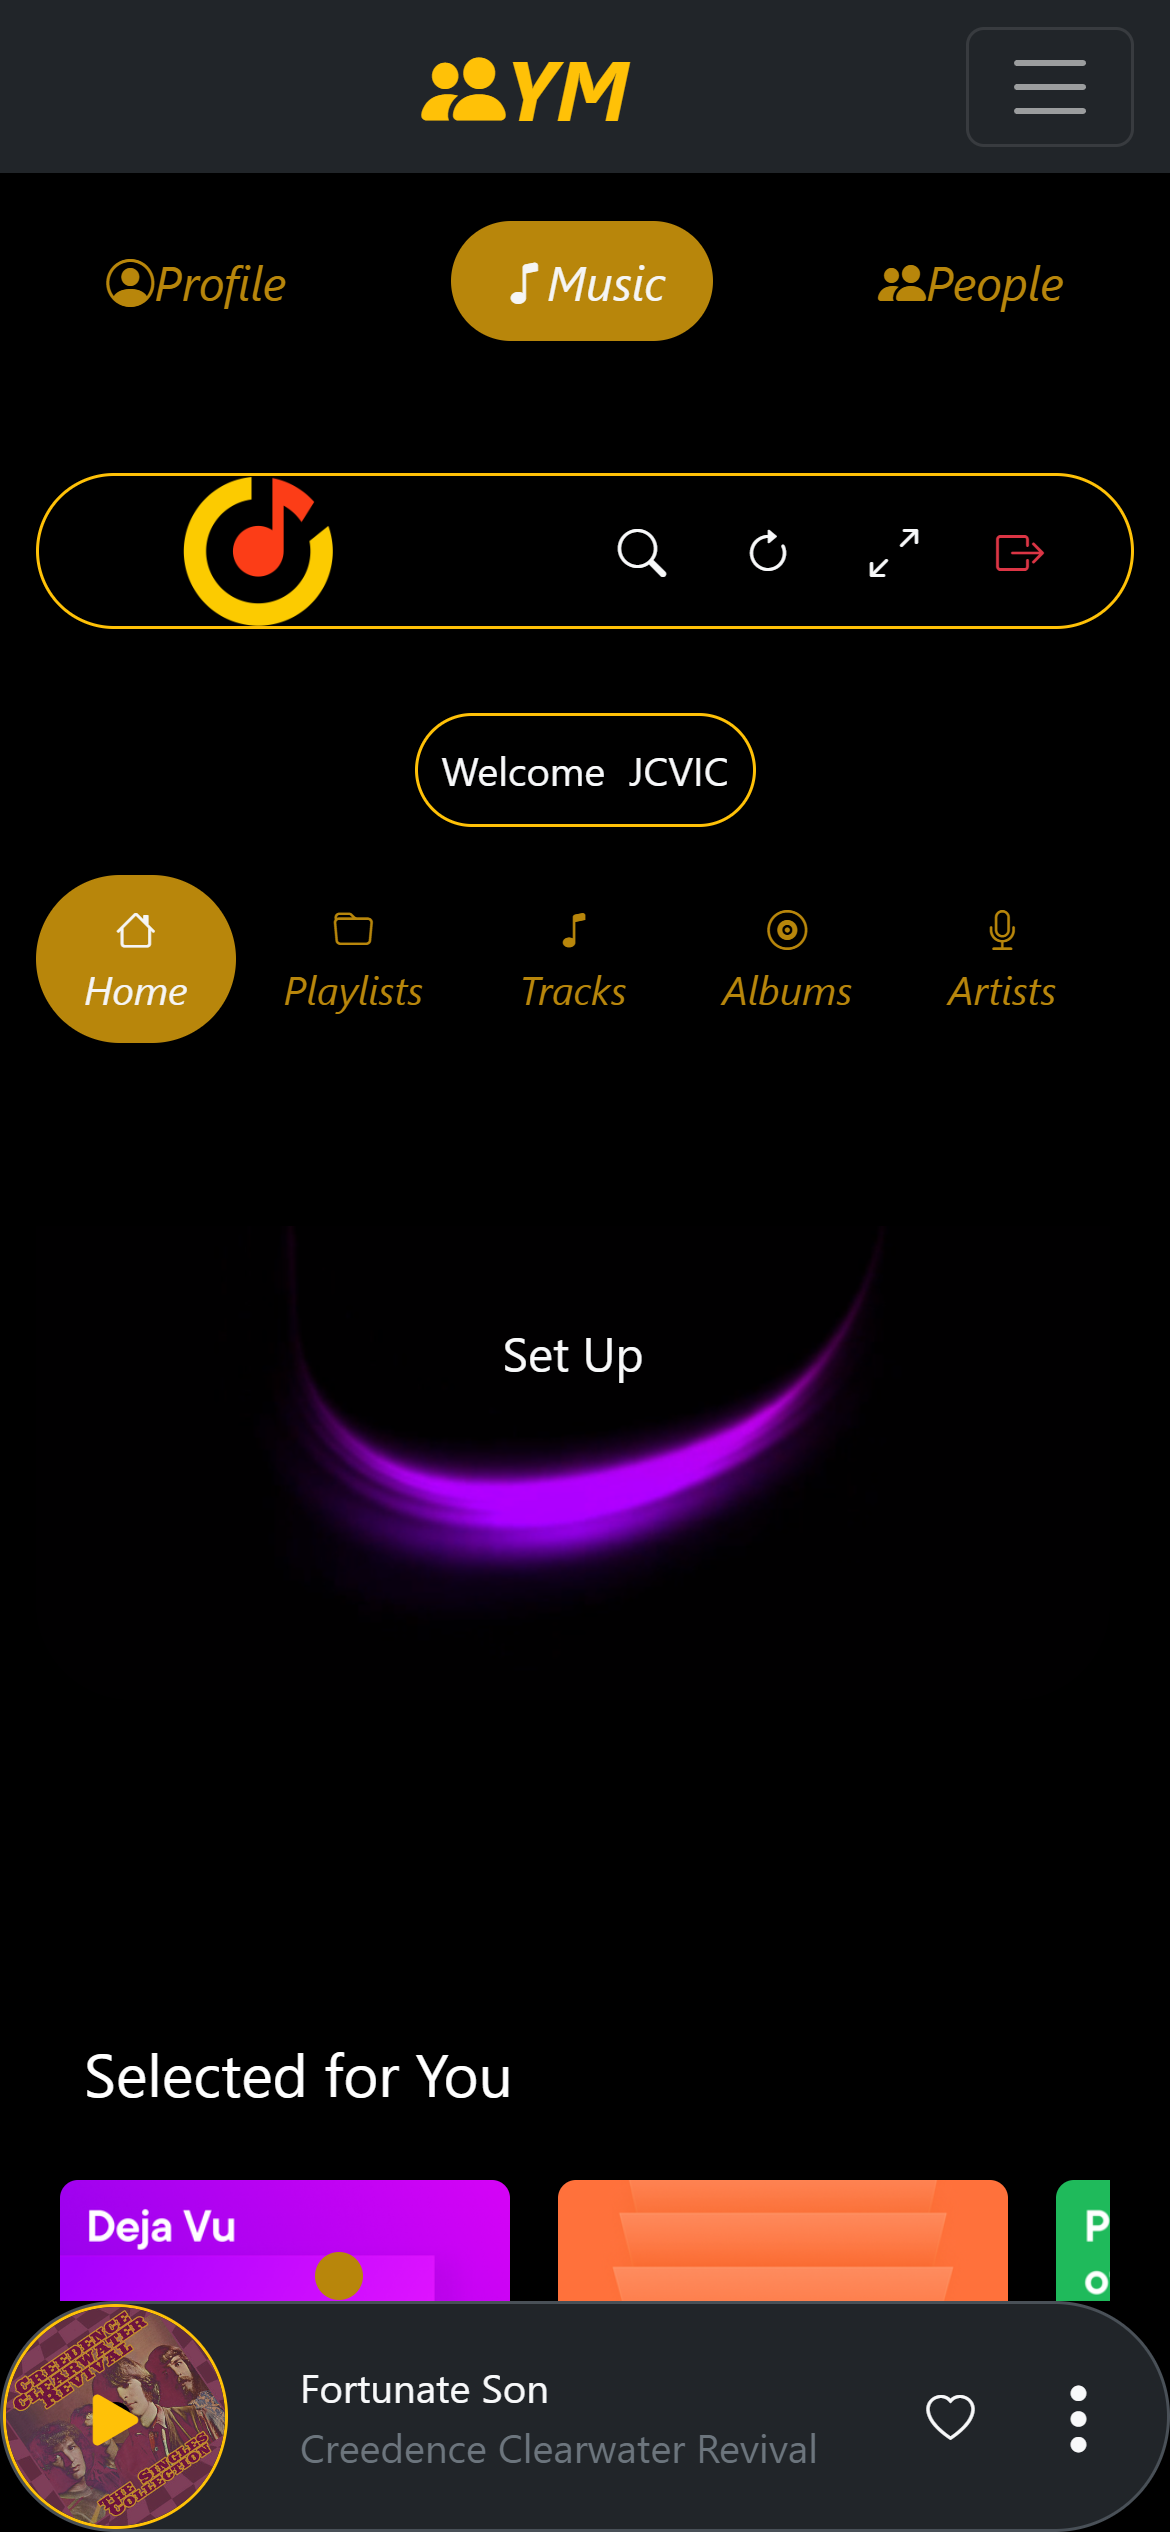 YM
Profile
Music
People
Welcome JCVIC
Home
Playlists
Tracks
Albums
Artists
Set Up
Selected for You
Deja Vu
P
o
CREEDENCE
CLEARWATER
REVIVAL
THE SINGLES
COLLECTION
Fortunate Son
Creedence Clearwater Revival